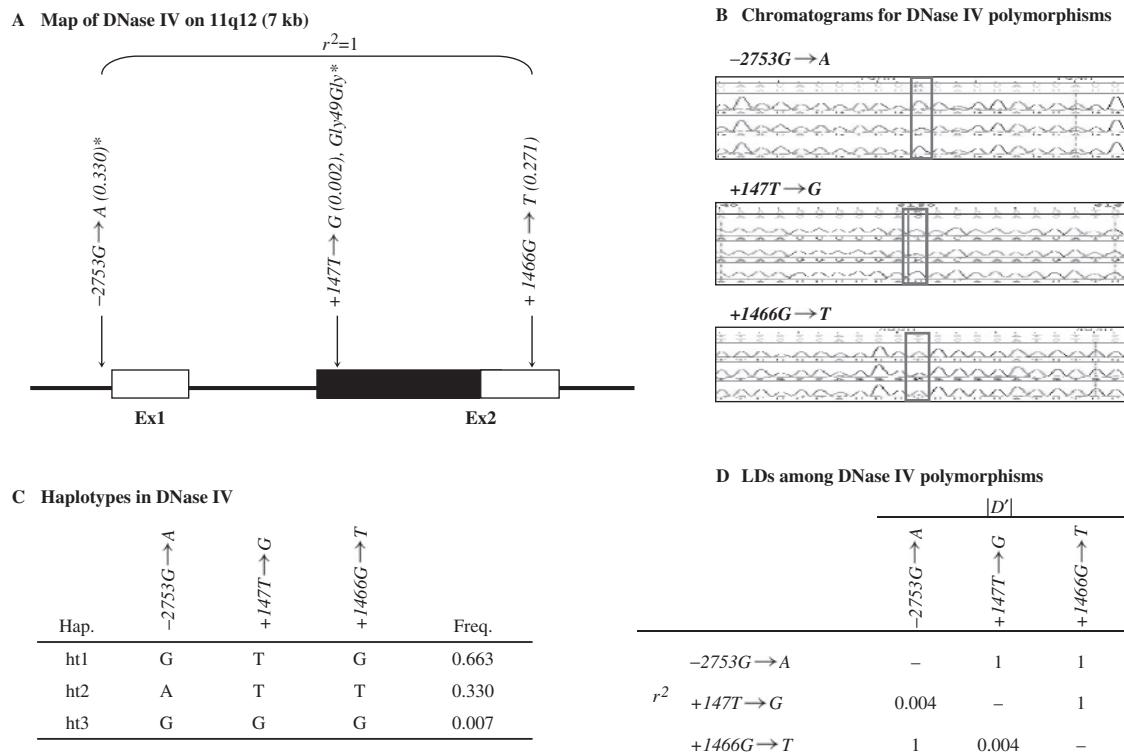 A Map of DNase IV on 11q12 (7 kb)
r²=1
−2753G → A (0.330)*
+147T → G (0.002), Gly49Gly*
+ 1466G → T (0.271)
Ex1
Ex2
B Chromatograms for DNase IV polymorphisms
−2753G → A
+147T → G
+1466G → T
C Haplotypes in DNase IV
Hap. −2753G → A +147T → G +1466G → T Freq.
ht1 G T G 0.663
ht2 A T T 0.330
ht3 G G G 0.007
D LDs among DNase IV polymorphisms
|D′|
−2753G → A +147T → G +1466G → T
−2753G → A – 1 1
r² +147T → G 0.004 – 1
+1466G → T 1 0.004 –